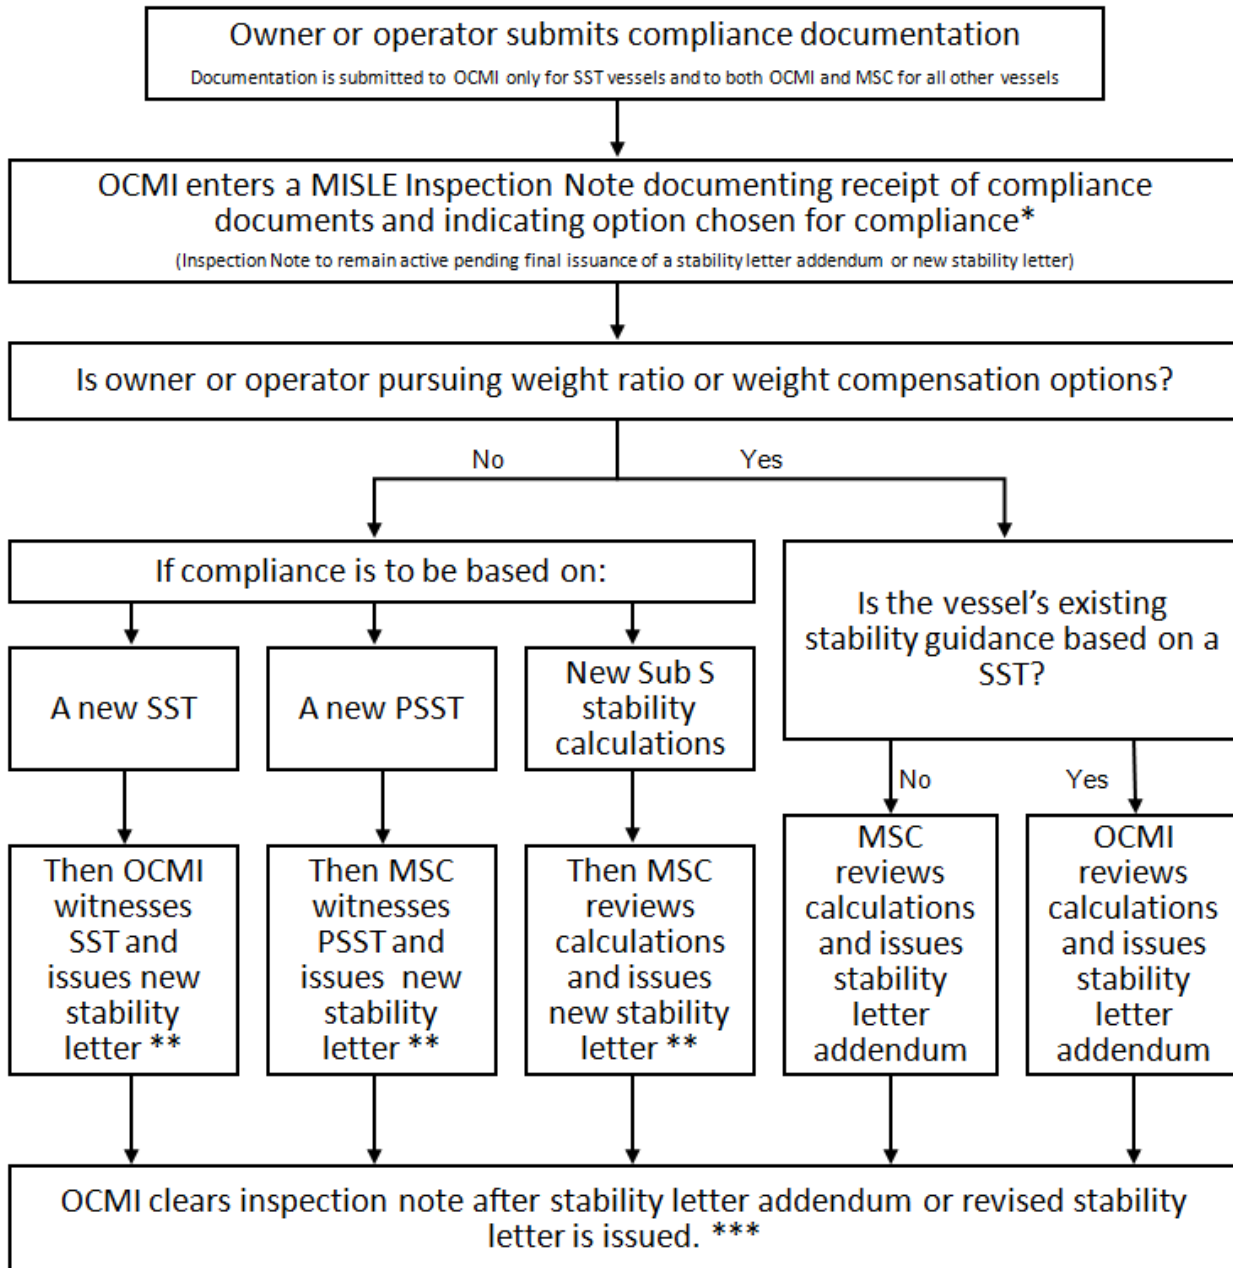 Owner or operator submits compliance documentation
Documentation is submitted to OCMI only for SST vessels and to both OCMI and MSC for all other vessels
OCMI enters a MISLE Inspection Note documenting receipt of compliance
documents and indicating option chosen for compliance*
(Inspection Note to remain active pending final issuance of a stability letter addendum or new stability letter)
Is owner or operator pursuing weight ratio or weight compensation options?
No
Yes
If compliance is to be based on:
A new SST
A new PSST
New Sub S
stability
calculations
Is the vessel's existing
stability guidance based on a
SST?
No
Yes
Then OCMI
witnesses
SST and
issues new
stability
letter **
Then MSC
witnesses
PSST and
issues new
stability
letter **
Then MSC
reviews
calculations
and issues
new stability
letter **
MSC
reviews
calculations
and issues
stability
letter
addendum
OCMI
reviews
calculations
and issues
stability
letter
addendum
OCMI clears inspection note after stability letter addendum or revised stability
letter is issued. ***